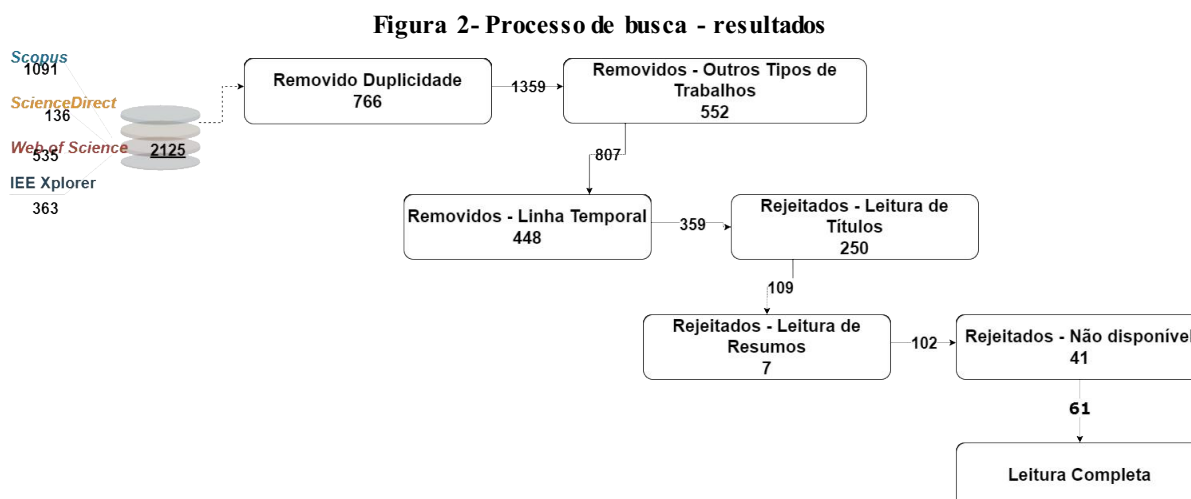 Figura 2- Processo de busca - resultados
Scopus
1091
ScienceDirect
136
Web of Science
535
IEE Xplorer
363
2125
Removido Duplicidade
766
1359
Removidos - Outros Tipos de
Trabalhos
552
807
Removidos - Linha Temporal
448
359
Rejeitados - Leitura de
Títulos
250
109
Rejeitados - Leitura de
Resumos
7
102
Rejeitados - Não disponível
41
61
Leitura Completa